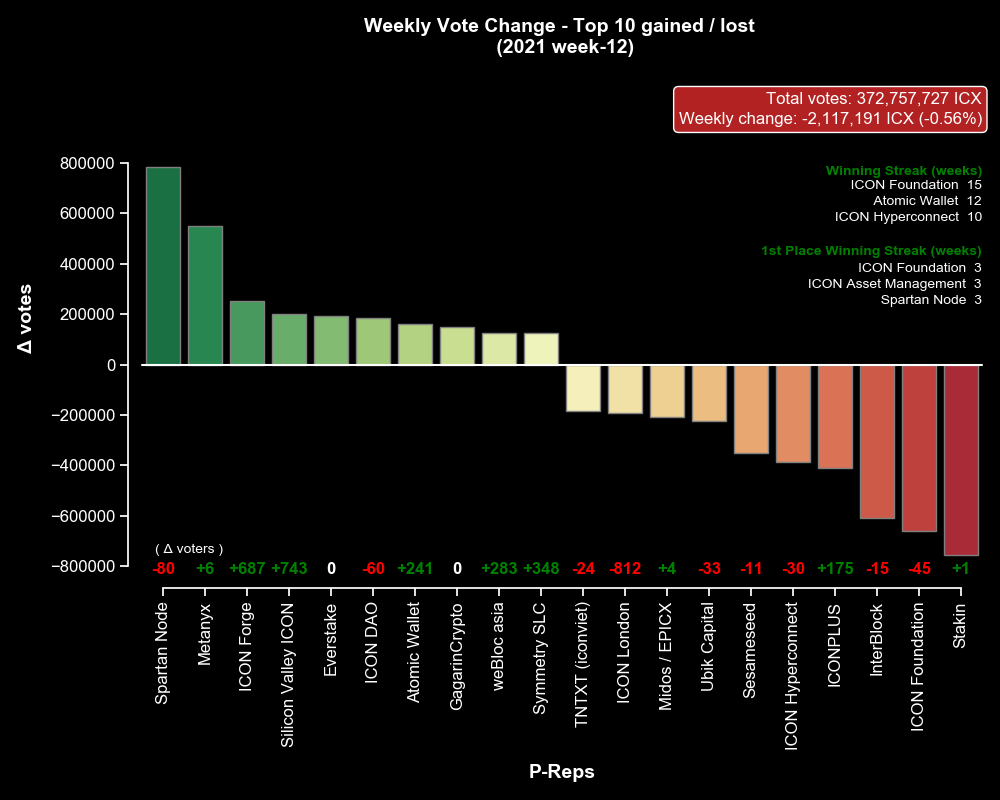 Weekly Vote Change - Top 10 gained / lost
(2021 week-12)
Total votes: 372,757,727 ICX
Weekly change: -2,117,191 ICX (-0.56%)
Winning Streak (weeks)
ICON Foundation 15
Atomic Wallet 12
ICON Hyperconnect 10
1st Place Winning Streak (weeks)
ICON Foundation 3
ICON Asset Management 3
Spartan Node 3
Δ votes
800000
600000
400000
200000
0
−200000
−400000
−600000
−800000
( Δ voters )
-80 +6 +687 +743 0 -60 +241 0 +283 +348 -24 -812 +4 -33 -11 -30 +175 -15 -45 +1
Spartan Node
Metanyx
ICON Forge
Silicon Valley ICON
Everstake
ICON DAO
Atomic Wallet
GagarinCrypto
weBloc asia
Symmetry SLC
TNTXT (iconviet)
ICON London
Midos / EPICX
Ubik Capital
Sesameseed
ICON Hyperconnect
ICONPLUS
InterBlock
ICON Foundation
Stakin
P-Reps